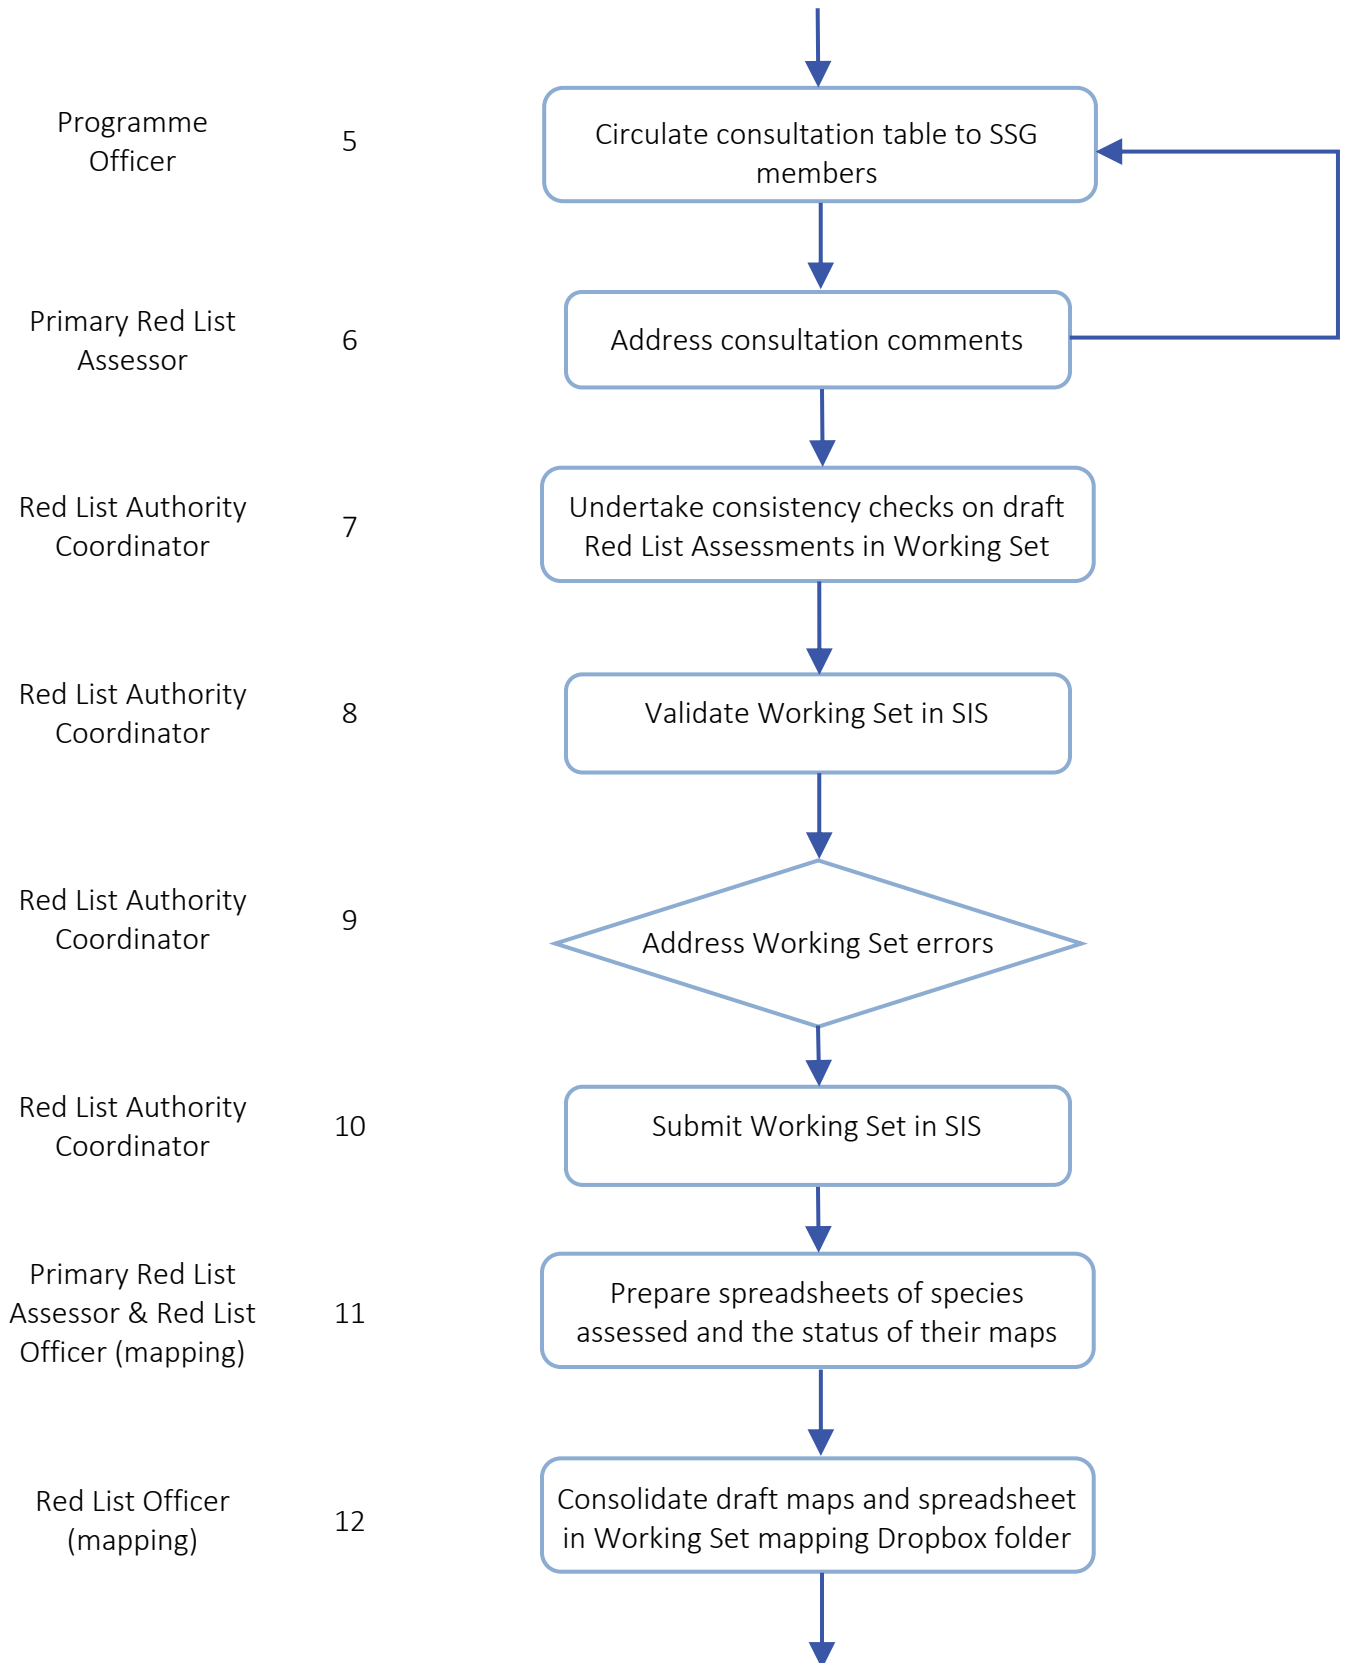 Programme
Officer
5
Circulate consultation table to SSG
members
Primary Red List
Assessor
6
Address consultation comments
Red List Authority
Coordinator
7
Undertake consistency checks on draft
Red List Assessments in Working Set
Red List Authority
Coordinator
8
Validate Working Set in SIS
Red List Authority
Coordinator
9
Address Working Set errors
Red List Authority
Coordinator
10
Submit Working Set in SIS
Primary Red List
Assessor & Red List
Officer (mapping)
11
Prepare spreadsheets of species
assessed and the status of their maps
Red List Officer
(mapping)
12
Consolidate draft maps and spreadsheet
in Working Set mapping Dropbox folder